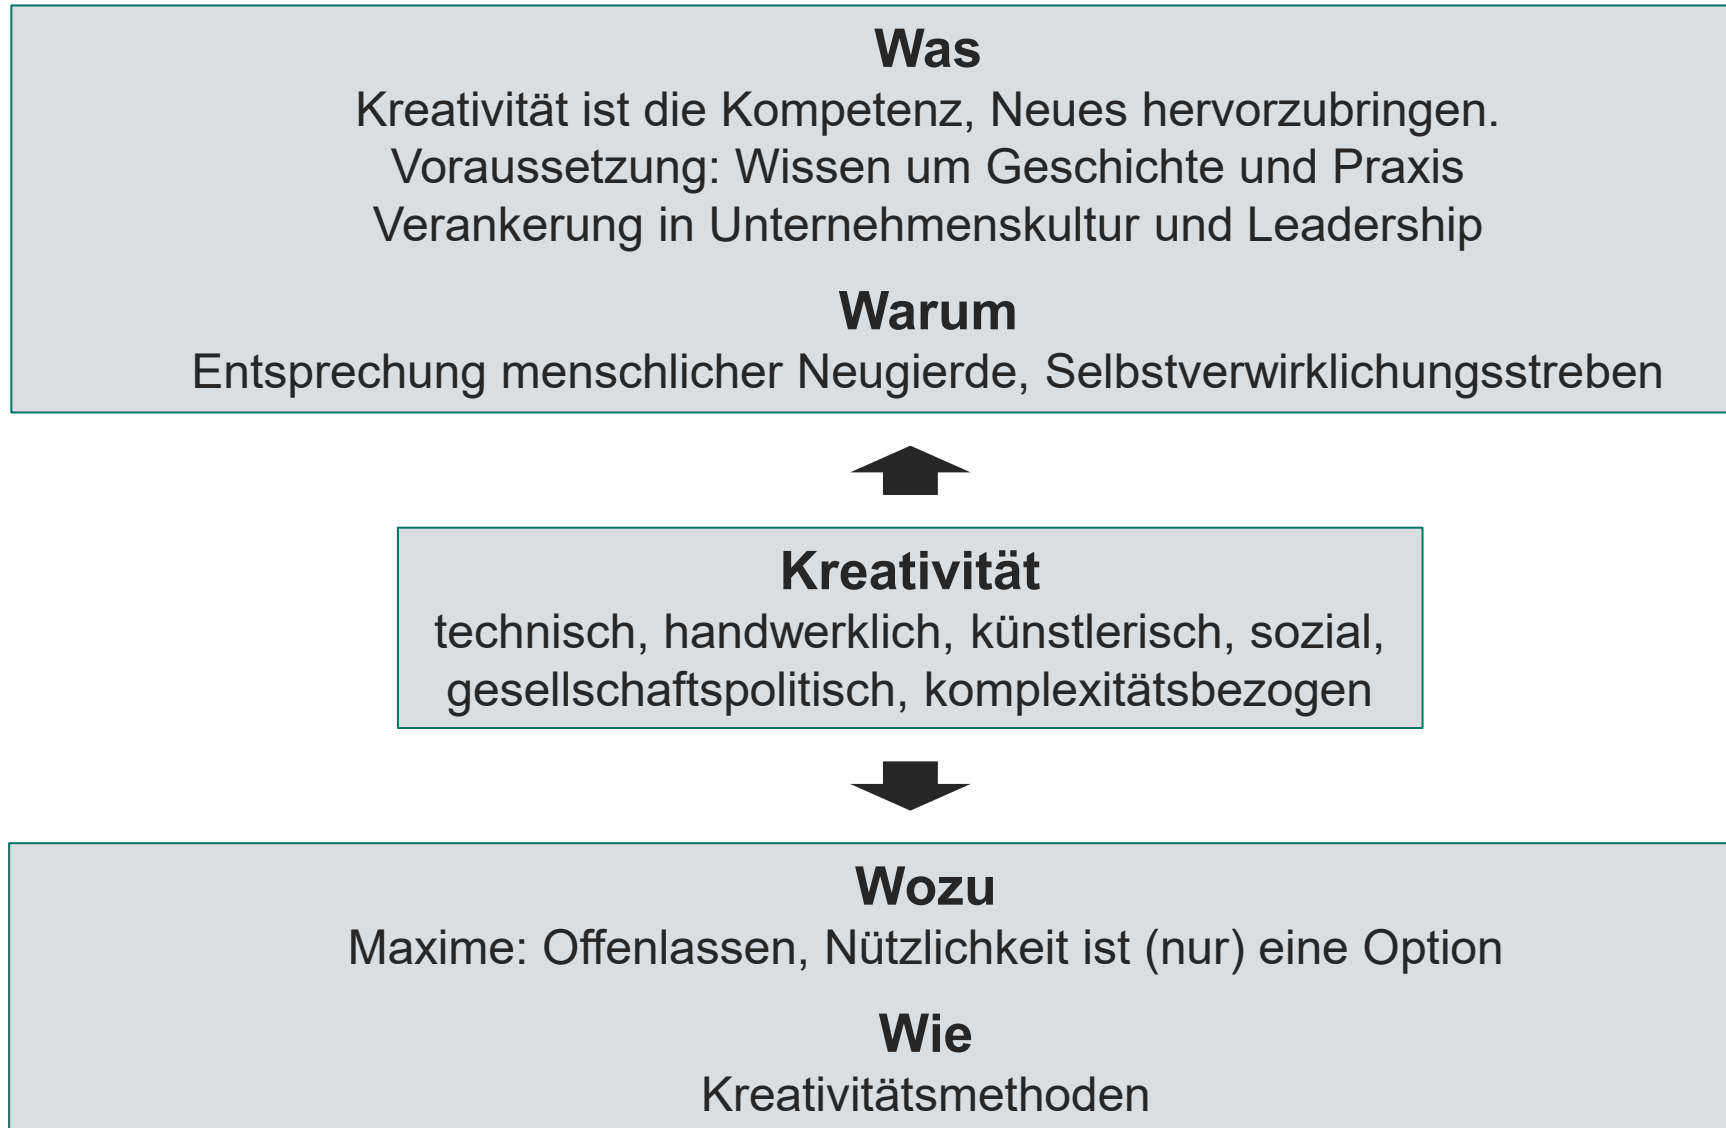 Was
Kreativität ist die Kompetenz, Neues hervorzubringen.
Voraussetzung: Wissen um Geschichte und Praxis
Verankerung in Unternehmenskultur und Leadership
Warum
Entsprechung menschlicher Neugierde, Selbstverwirklichungsstreben
Kreativität
technisch, handwerklich, künstlerisch, sozial,
gesellschaftspolitisch, komplexitätsbezogen
Wozu
Maxime: Offenlassen, Nützlichkeit ist (nur) eine Option
Wie
Kreativitätsmethoden